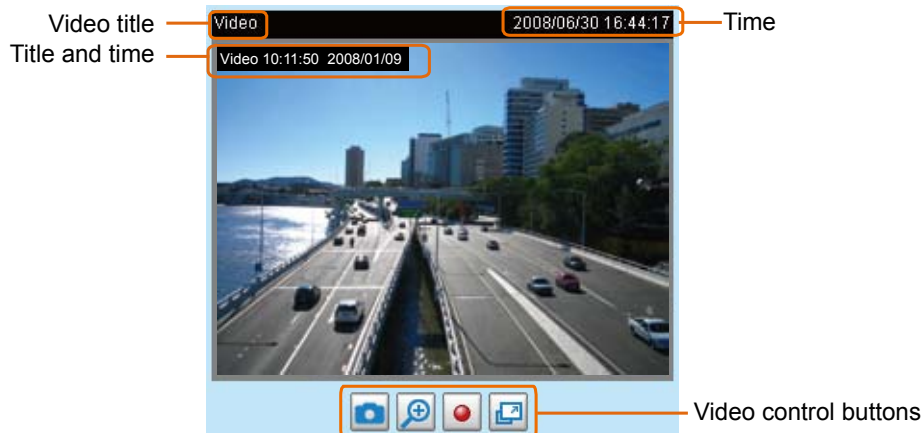 Video title
Video
2008/06/30 16:44:17
Time
Title and time
Video 10:11:50 2008/01/09
Video control buttons